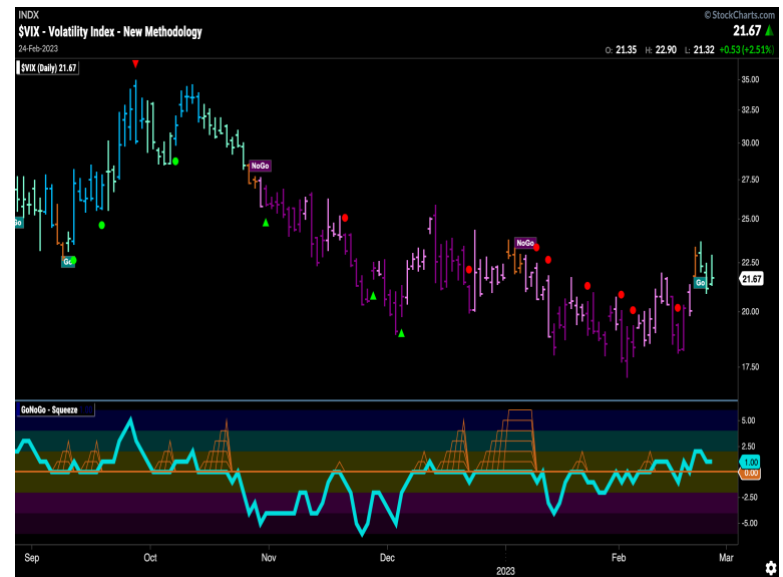 INDX
© StockCharts.com
$VIX - Volatility Index - New Methodology
21.67
24-Feb-2023
O: 21.35 H: 22.90 L: 21.32 +0.53 (+2.51%)
$VIX (Daily) 21.67
35.00
32.50
30.00
NoGo
27.50
25.00
Go
NoGo
22.50
Go
Go
21.67
20.00
17.50
GoNoGo - Squeeze
5.00
2.50
1.00
0.00
-2.50
-5.00
Sep Oct Nov Dec 2023 Feb Mar